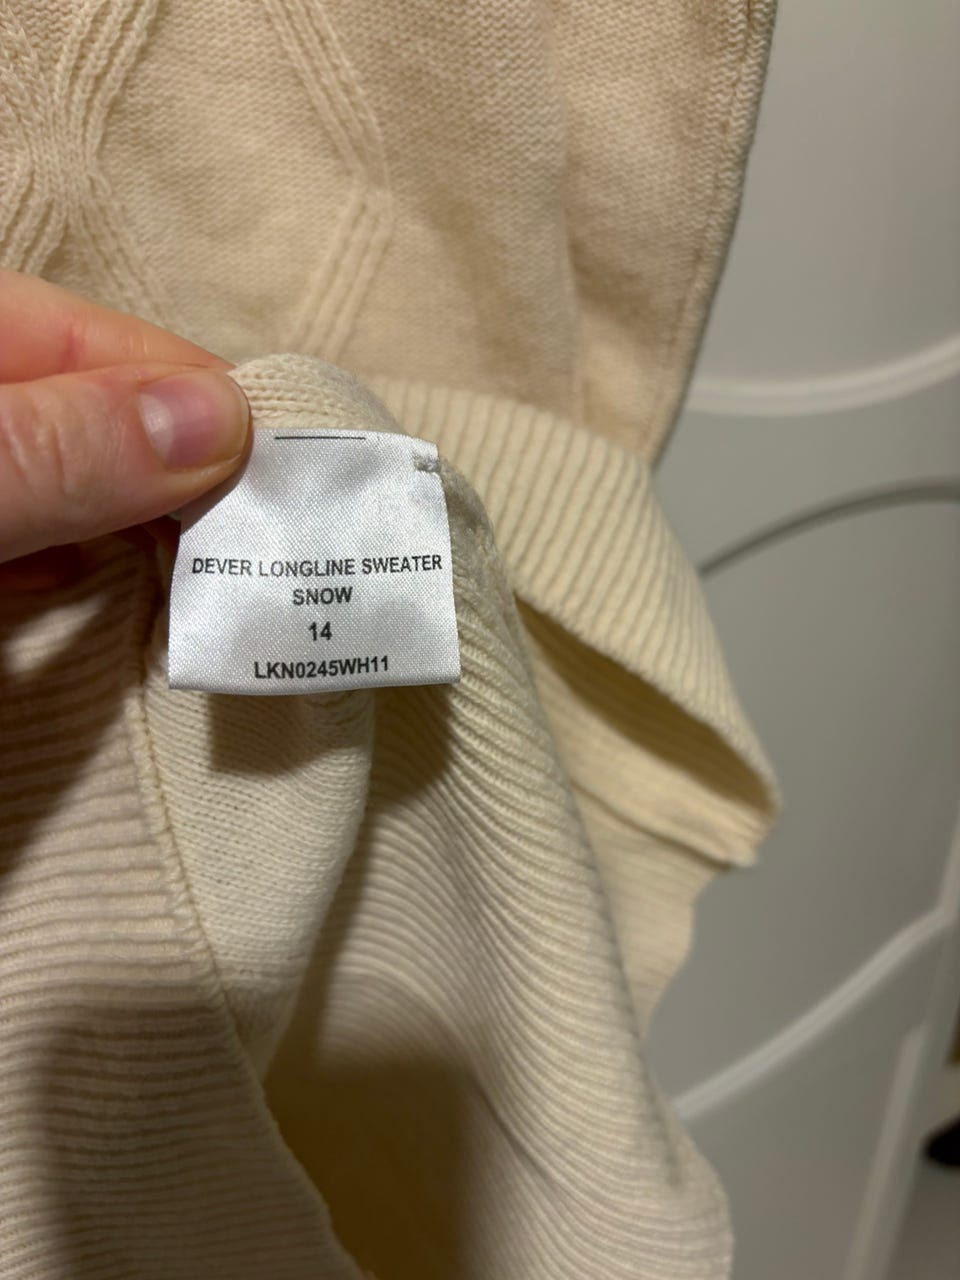 DEVER LONGLINE SWEATER
SNOW
14
LKN0245WH11